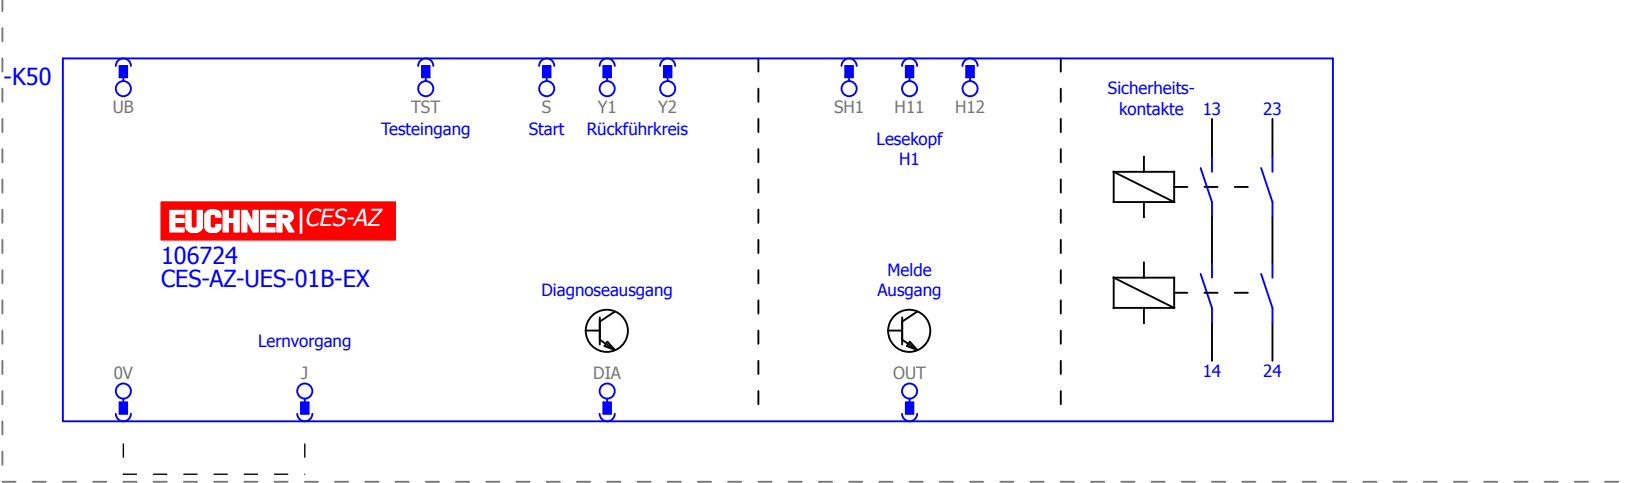 -K50
UB
TST
S
Y1
Y2
SH1
H11
H12
Testeingang
Start
Rückführkreis
Lesekopf
H1
Sicherheits-
kontakte
13
23
EUCHNER CES-AZ
106724
CES-AZ-UES-01B-EX
Diagnoseausgang
Melde
Ausgang
Lernvorgang
0V
J
DIA
OUT
14
24